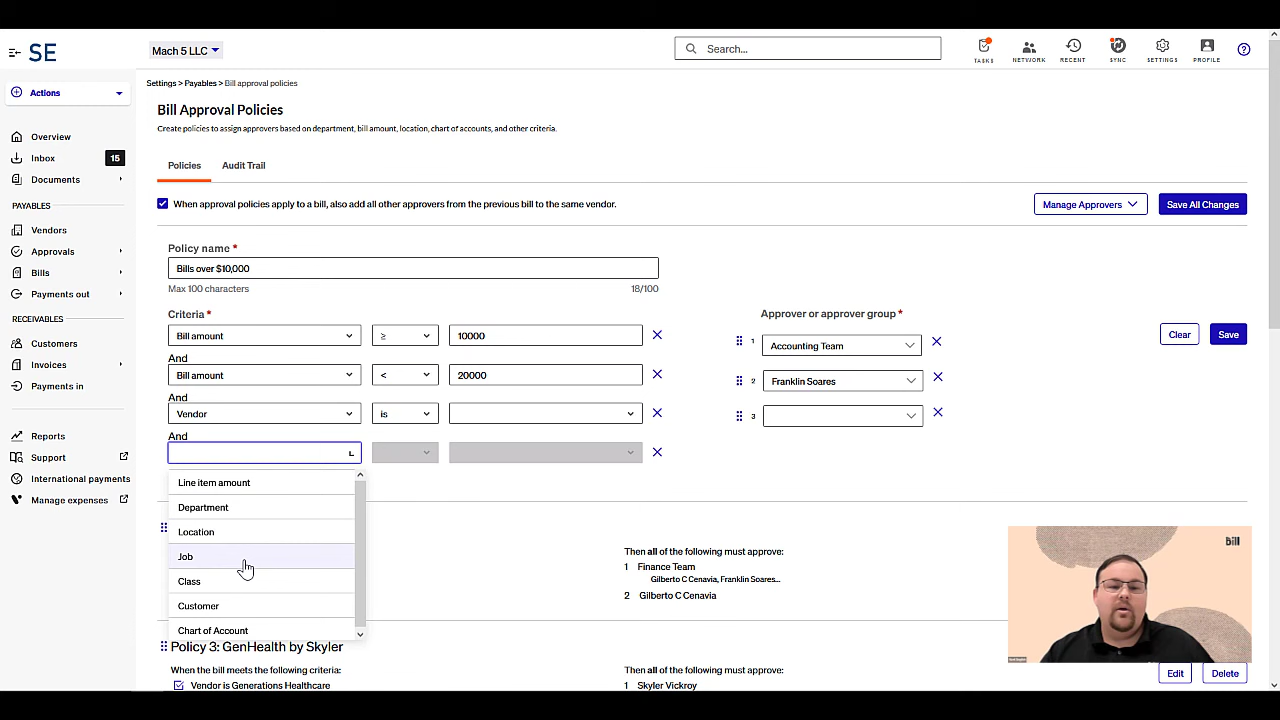 SE
Mach 5 LLC
Search...
TASKS
NETWORK
RECENT
SYNC
SETTINGS
PROFILE
?
Actions
Overview
Inbox 15
Documents
PAYABLES
Vendors
Approvals
Bills
Payments out
RECEIVABLES
Customers
Invoices
Payments in
Reports
Support
International payments
Manage expenses
Settings > Payables > Bill approval policies
Bill Approval Policies
Create policies to assign approvers based on department, bill amount, location, chart of accounts, and other criteria.
Policies Audit Trail
When approval policies apply to a bill, also add all other approvers from the previous bill to the same vendor.
Manage Approvers
Save All Changes
Policy name *
Bills over $10,000
Max 100 characters 18/100
Criteria *
Bill amount ≥ 10000
And
Bill amount < 20000
And
Vendor is
And
Line item amount
Department
Location
Job
Class
Customer
Chart of Account
Approver or approver group *
1 Accounting Team
2 Franklin Soares
3
Clear Save
Then all of the following must approve:
1 Finance Team
Gilberto C Cenavia, Franklin Soares...
2 Gilberto C Cenavia
Policy 3: GenHealth by Skyler
When the bill meets the following criteria:
Vendor is Generations Healthcare
Then all of the following must approve:
1 Skyler Vickroy
Edit Delete
bill